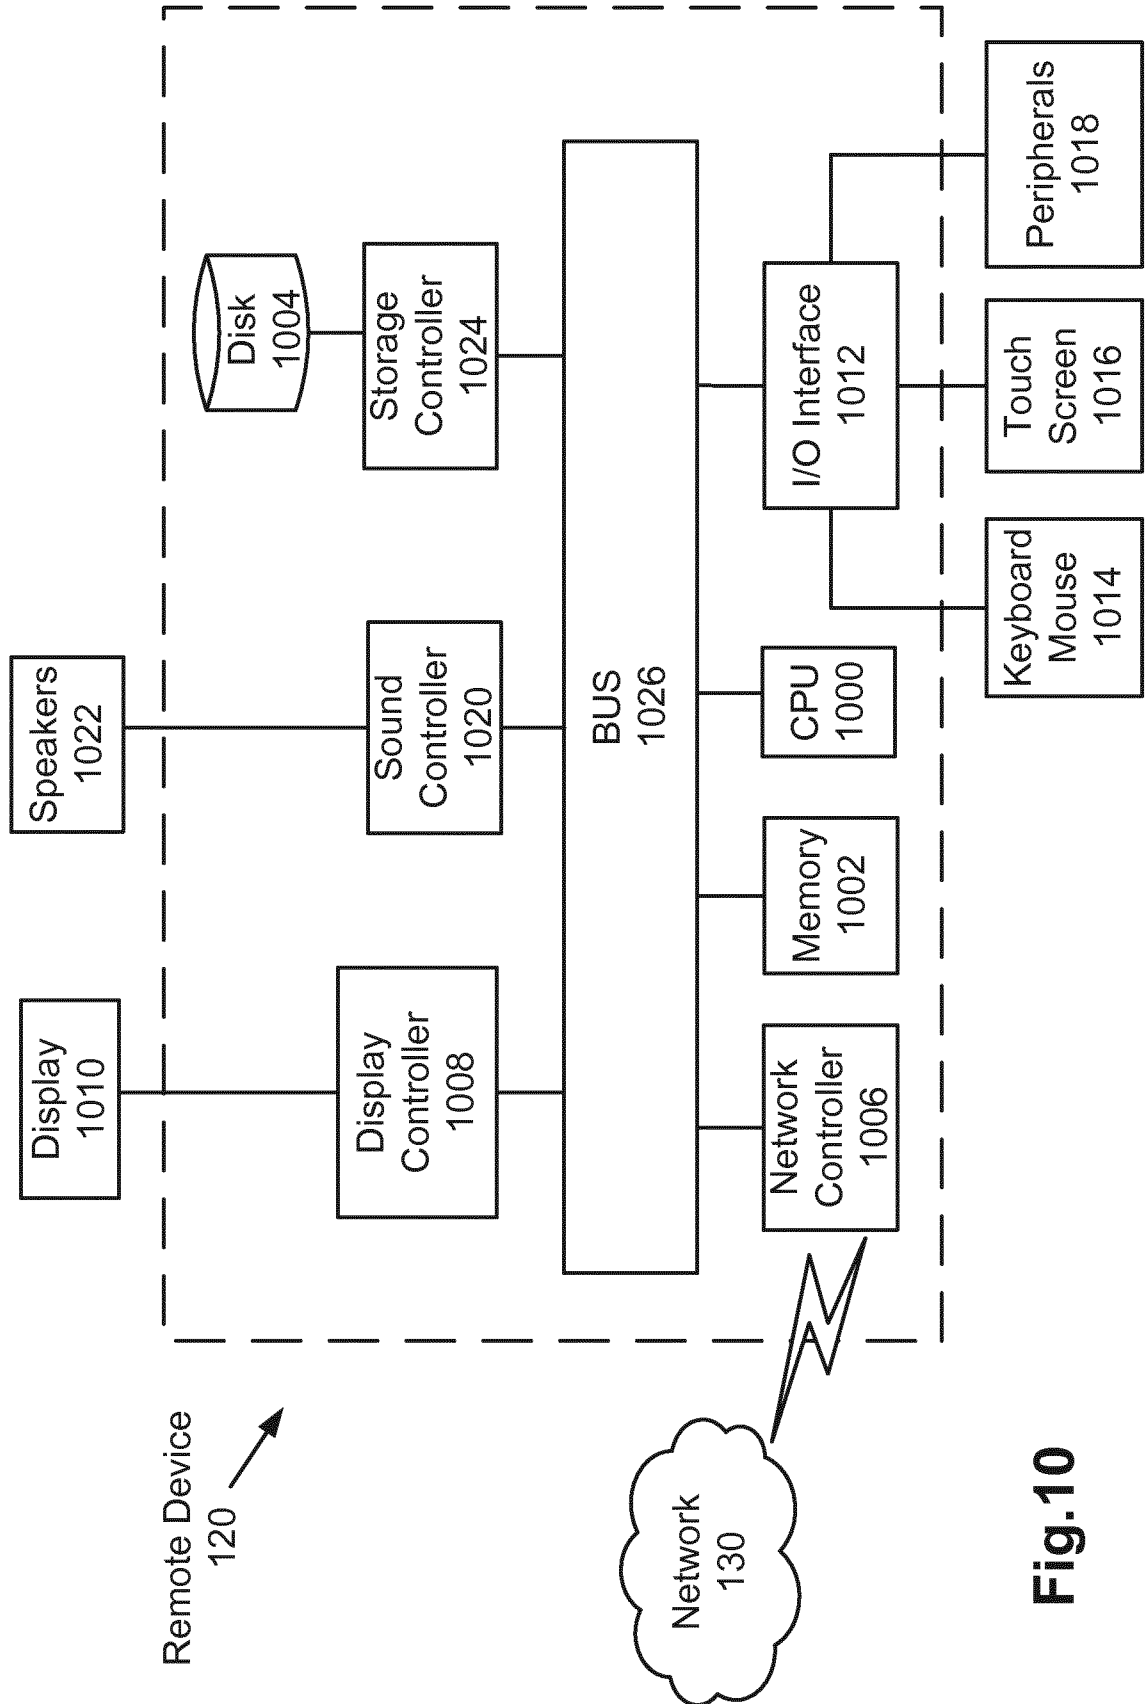 Remote Device
120
Display
1010
Speakers
1022
Display
Controller
1008
Sound
Controller
1020
Disk
1004
Storage
Controller
1024
BUS
1026
Network
130
Network
Controller
1006
Memory
1002
CPU
1000
I/O Interface
1012
Keyboard
Mouse
1014
Touch
Screen
1016
Peripherals
1018
Fig.10